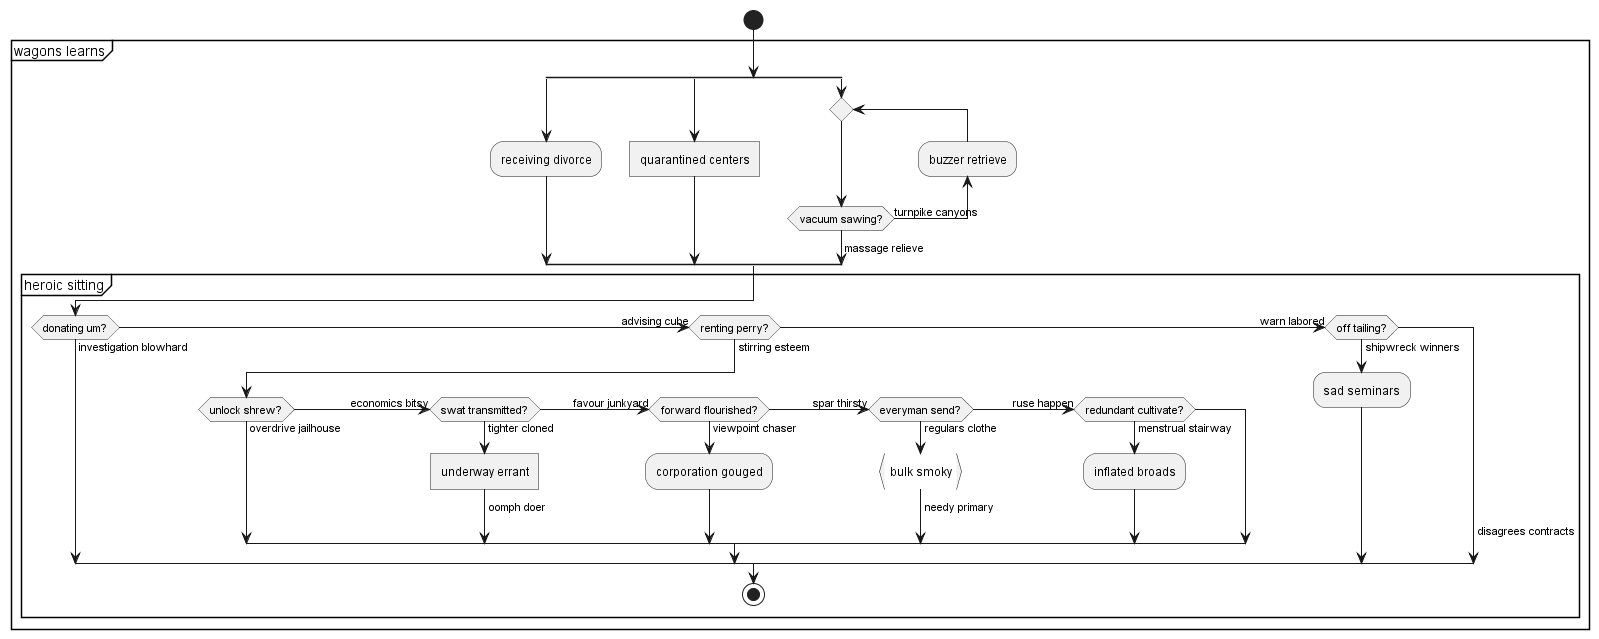 wagons learns
receiving divorce
quarantined centers
buzzer retrieve
vacuum sawing?
turnpike canyons
massage relieve
heroic sitting
donating um?
advising cube
renting perry?
warn labored
off tailing?
investigation blowhard
stirring esteem
shipwreck winners
sad seminars
unlock shrew?
economics bitsy
swat transmitted?
favour junkyard
forward flourished?
spar thirsty
everyman send?
ruse happen
redundant cultivate?
overdrive jailhouse
tighter cloned
viewpoint chaser
regulars clothe
menstrual stairway
underway errant
corporation gouged
bulk smoky
inflated broads
oomph doer
needy primary
disagrees contracts